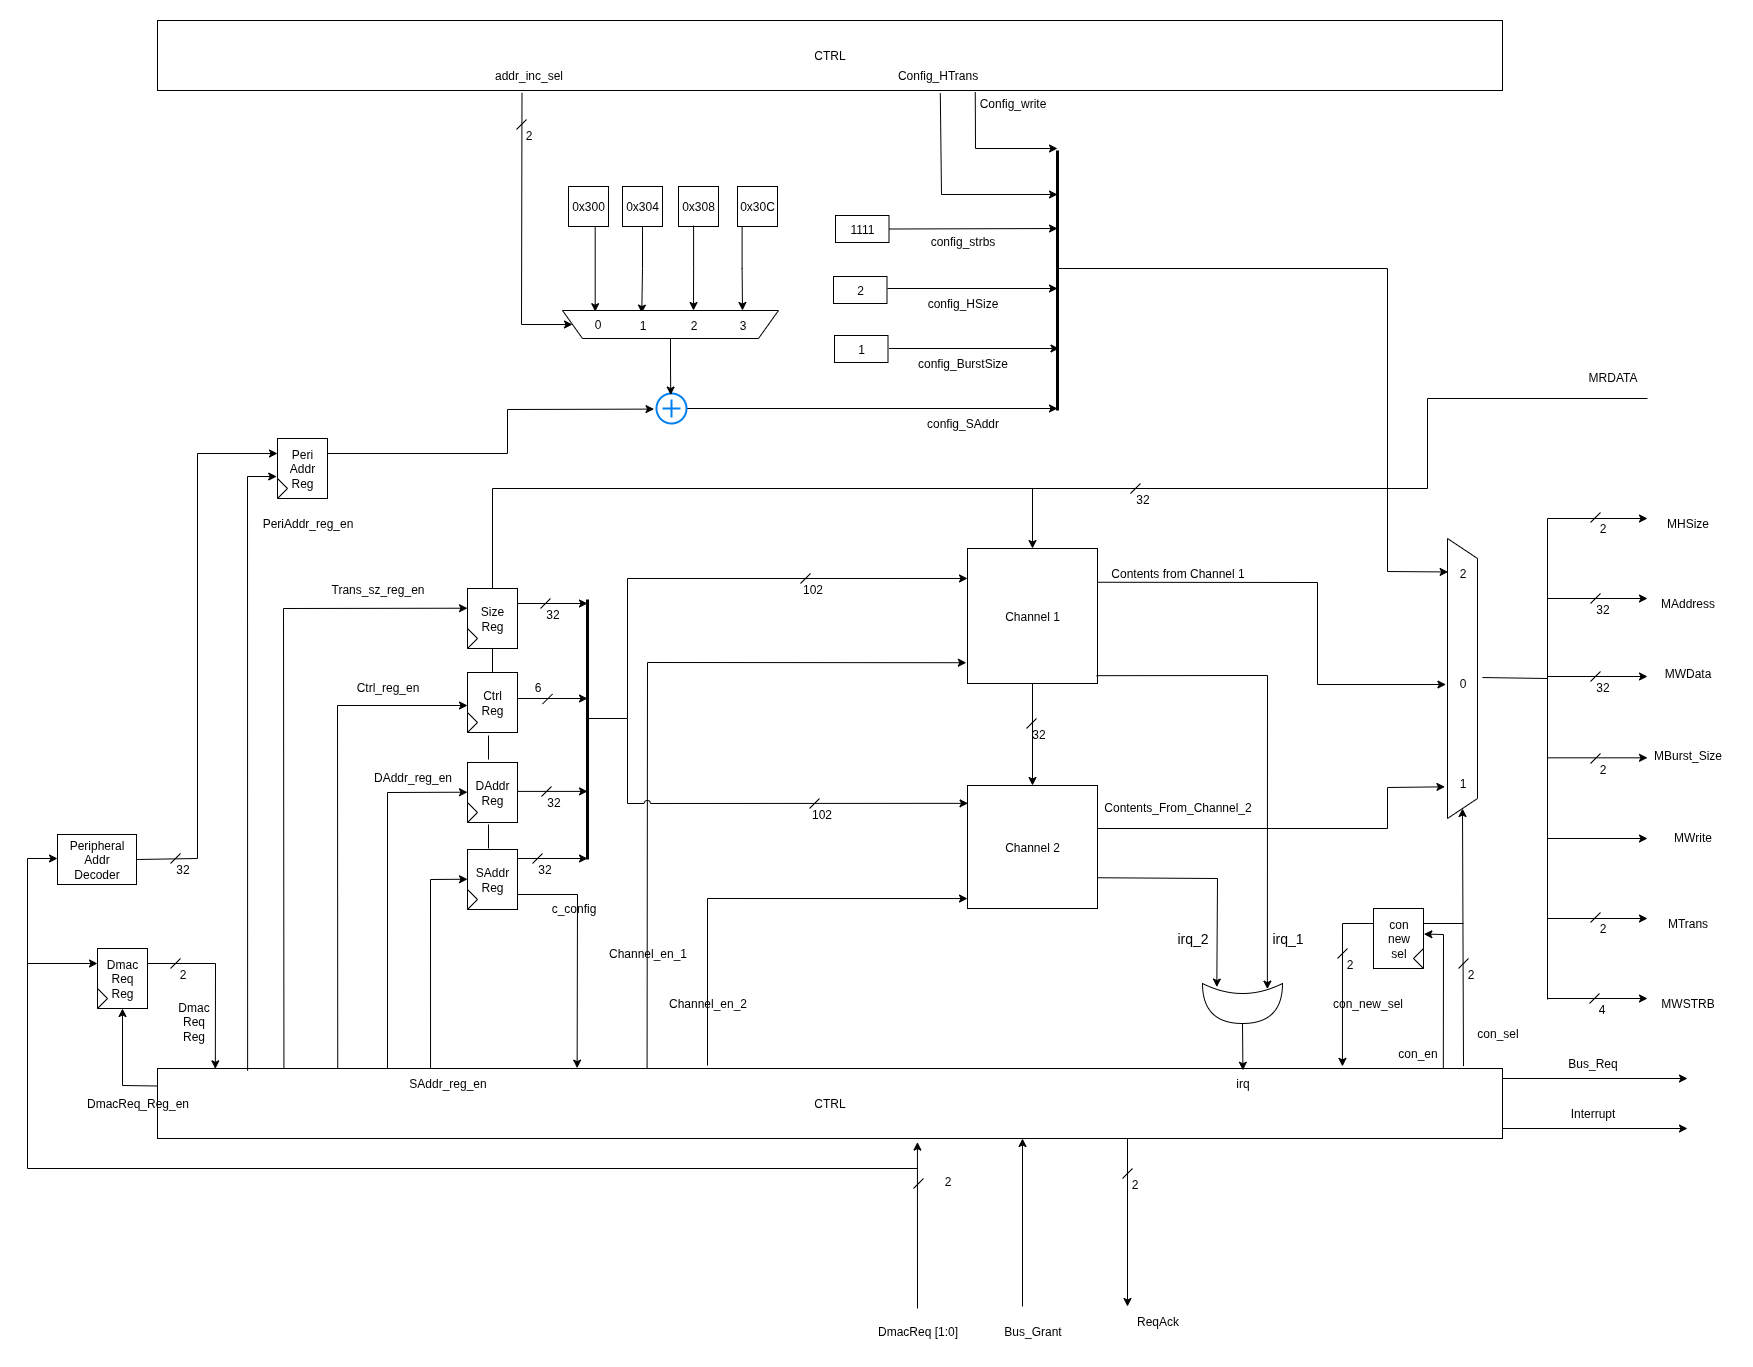 CTRL
addr_inc_sel
Config_HTrans
Config_write
2
0x300
0x304
0x308
0x30C
1111
config_strbs
2
config_HSize
0
1
2
3
1
config_BurstSize
MRDATA
config_SAddr
Peri
Addr
Reg
PeriAddr_reg_en
32
MHSize
2
Contents from Channel 1
2
Trans_sz_reg_en
102
32
MAddress
Size
Reg
32
Channel 1
Ctrl_reg_en
6
0
32
MWData
Ctrl
Reg
32
MBurst_Size
2
DAddr_reg_en
DAddr
Reg
32
102
Contents_From_Channel_2
1
Peripheral
Addr
Decoder
32
MWrite
Channel 2
SAddr
Reg
32
c_config
con
new
sel
2
MTrans
irq_2
irq_1
Channel_en_1
Dmac
Req
Reg
2
2
2
Dmac
Req
Reg
Channel_en_2
con_new_sel
4
MWSTRB
con_sel
con_en
Bus_Req
SAddr_reg_en
irq
DmacReq_Reg_en
CTRL
Interrupt
2
2
DmacReq [1:0]
Bus_Grant
ReqAck